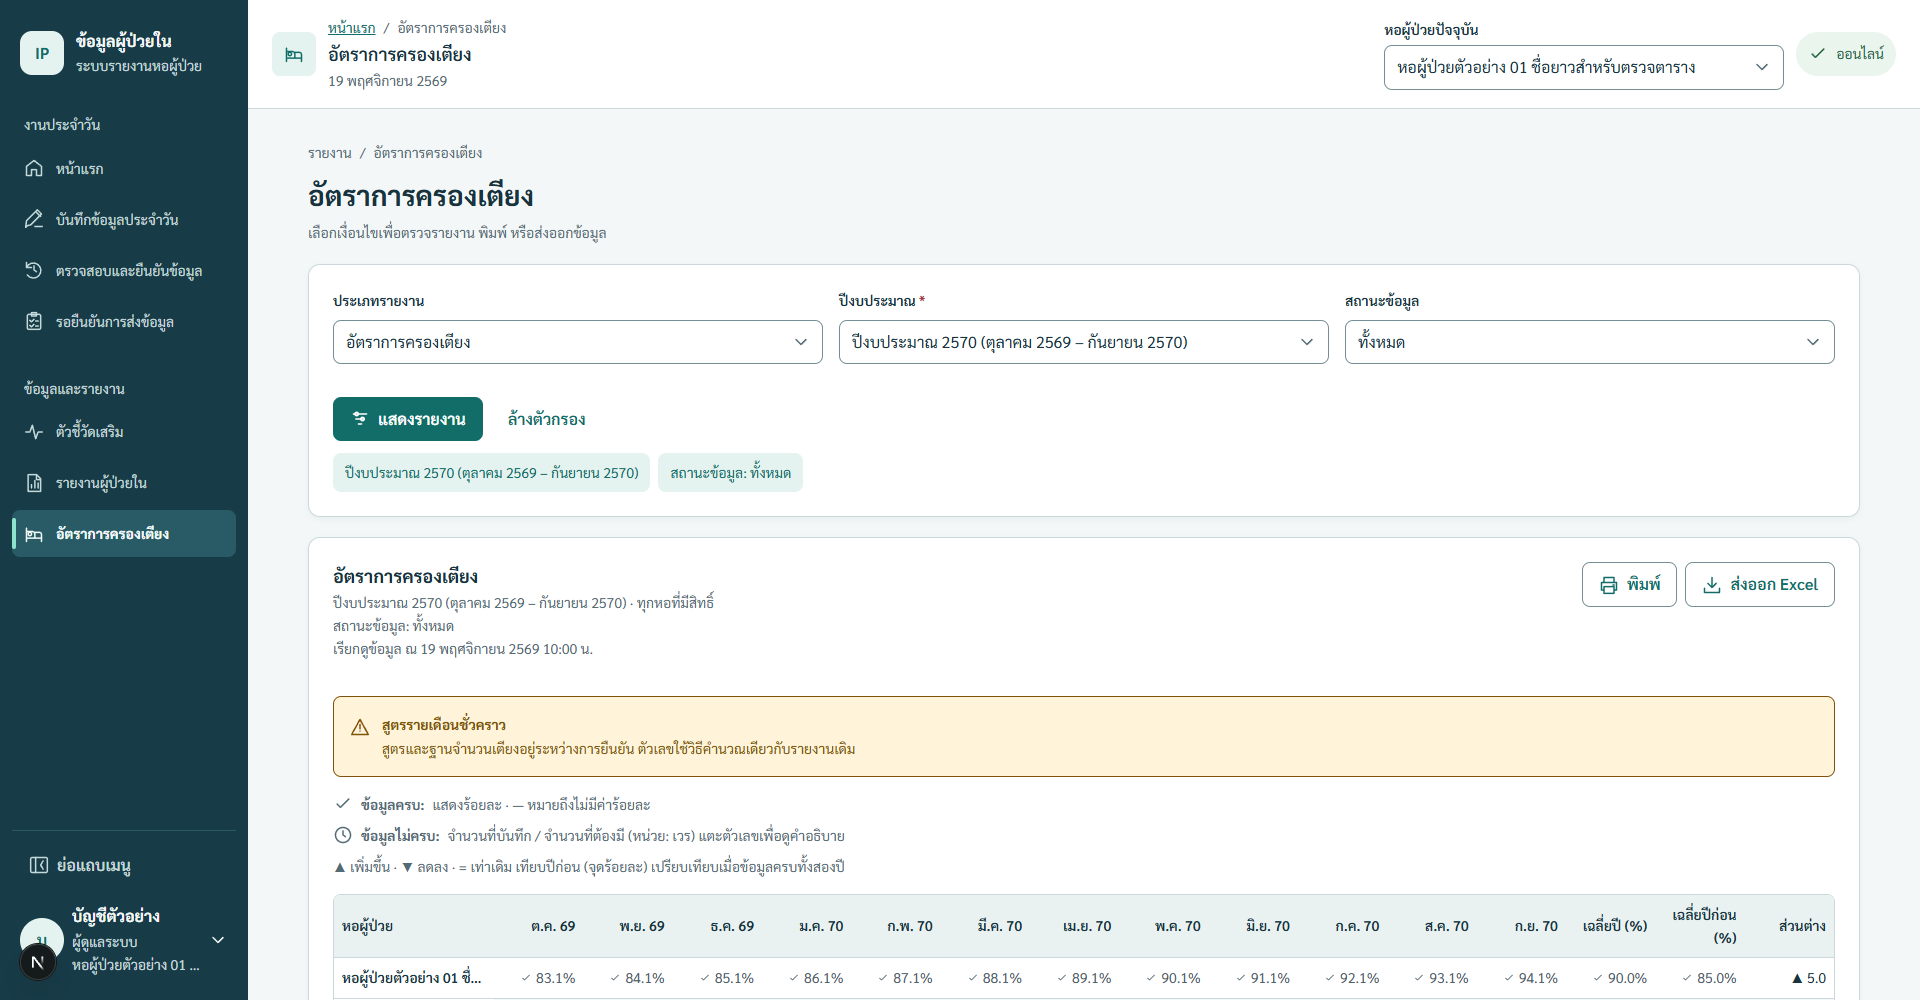 IP
ข้อมูลผู้ป่วยใน
ระบบรายงานหอผู้ป่วย
งานประจำวัน
หน้าแรก
บันทึกข้อมูลประจำวัน
ตรวจสอบและยืนยันข้อมูล
รอยืนยันการส่งข้อมูล
ข้อมูลและรายงาน
ตัวชี้วัดเสริม
รายงานผู้ป่วยใน
อัตราการครองเตียง
ย่อแถบเมนู
บัญชีตัวอย่าง
ผู้ดูแลระบบ
หอผู้ป่วยตัวอย่าง 01 ...
N
หน้าแรก / อัตราการครองเตียง
อัตราการครองเตียง
19 พฤศจิกายน 2569
หอผู้ป่วยปัจจุบัน
หอผู้ป่วยตัวอย่าง 01 ชื่อยาวสำหรับตรวจตาราง
ออนไลน์
รายงาน / อัตราการครองเตียง
อัตราการครองเตียง
เลือกเงื่อนไขเพื่อตรวจรายงาน พิมพ์ หรือส่งออกข้อมูล
ประเภทรายงาน ปีงบประมาณ * สถานะข้อมูล
อัตราการครองเตียง ปีงบประมาณ 2570 (ตุลาคม 2569 – กันยายน 2570) ทั้งหมด
แสดงรายงาน ล้างตัวกรอง
ปีงบประมาณ 2570 (ตุลาคม 2569 – กันยายน 2570) สถานะข้อมูล: ทั้งหมด
อัตราการครองเตียง
ปีงบประมาณ 2570 (ตุลาคม 2569 – กันยายน 2570) · ทุกหอที่มีสิทธิ์
สถานะข้อมูล: ทั้งหมด
เรียกดูข้อมูล ณ 19 พฤศจิกายน 2569 10:00 น.
พิมพ์ ส่งออก Excel
สูตรรายเดือนชั่วคราว
สูตรและฐานจำนวนเตียงอยู่ระหว่างการยืนยัน ตัวเลขใช้วิธีคำนวณเดียวกับรายงานเดิม
ข้อมูลครบ: แสดงร้อยละ · — หมายถึงไม่มีค่าร้อยละ
ข้อมูลไม่ครบ: จำนวนที่บันทึก / จำนวนที่ต้องมี (หน่วย: เวร) แตะตัวเลขเพื่อดูคำอธิบาย
▲ เพิ่มขึ้น · ▼ ลดลง · = เท่าเดิม เทียบปีก่อน (จุดร้อยละ) เปรียบเทียบเมื่อข้อมูลครบทั้งสองปี
หอผู้ป่วย ต.ค. 69 พ.ย. 69 ธ.ค. 69 ม.ค. 70 ก.พ. 70 มี.ค. 70 เม.ย. 70 พ.ค. 70 มิ.ย. 70 ก.ค. 70 ส.ค. 70 ก.ย. 70 เฉลี่ยปี (%) เฉลี่ยปีก่อน (%) ส่วนต่าง
หอผู้ป่วยตัวอย่าง 01 ชื่... 83.1% 84.1% 85.1% 86.1% 87.1% 88.1% 89.1% 90.1% 91.1% 92.1% 93.1% 94.1% 90.0% 85.0% ▲ 5.0